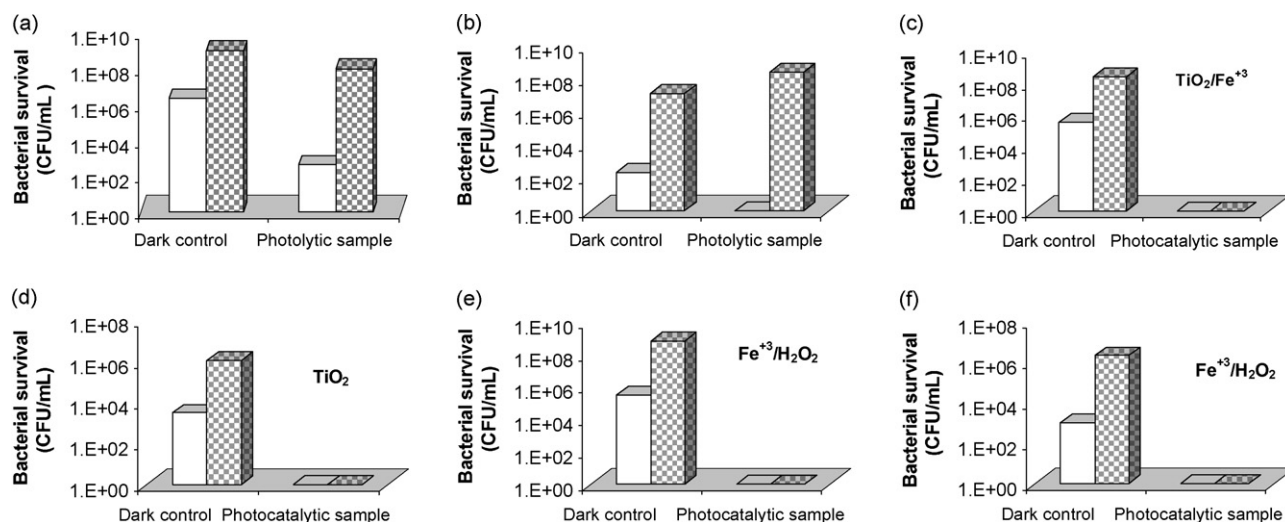 (a)
Bacterial survival
(CFU/mL)
1.E+10
1.E+08
1.E+06
1.E+04
1.E+02
1.E+00
Dark control Photolytic sample
(b)
Bacterial survival
(CFU/mL)
1.E+10
1.E+08
1.E+06
1.E+04
1.E+02
1.E+00
Dark control Photolytic sample
(c)
Bacterial survival
(CFU/mL)
1.E+10
1.E+08
1.E+06
1.E+04
1.E+02
1.E+00
TiO₂/Fe⁺³
Dark control Photocatalytic sample
(d)
Bacterial survival
(CFU/mL)
1.E+08
1.E+06
1.E+04
1.E+02
1.E+00
TiO₂
Dark control Photocatalytic sample
(e)
Bacterial survival
(CFU/mL)
1.E+10
1.E+08
1.E+06
1.E+04
1.E+02
1.E+00
Fe⁺³/H₂O₂
Dark control Photocatalytic sample
(f)
Bacterial survival
(CFU/mL)
1.E+08
1.E+06
1.E+04
1.E+02
1.E+00
Fe⁺³/H₂O₂
Dark control Photocatalytic sample